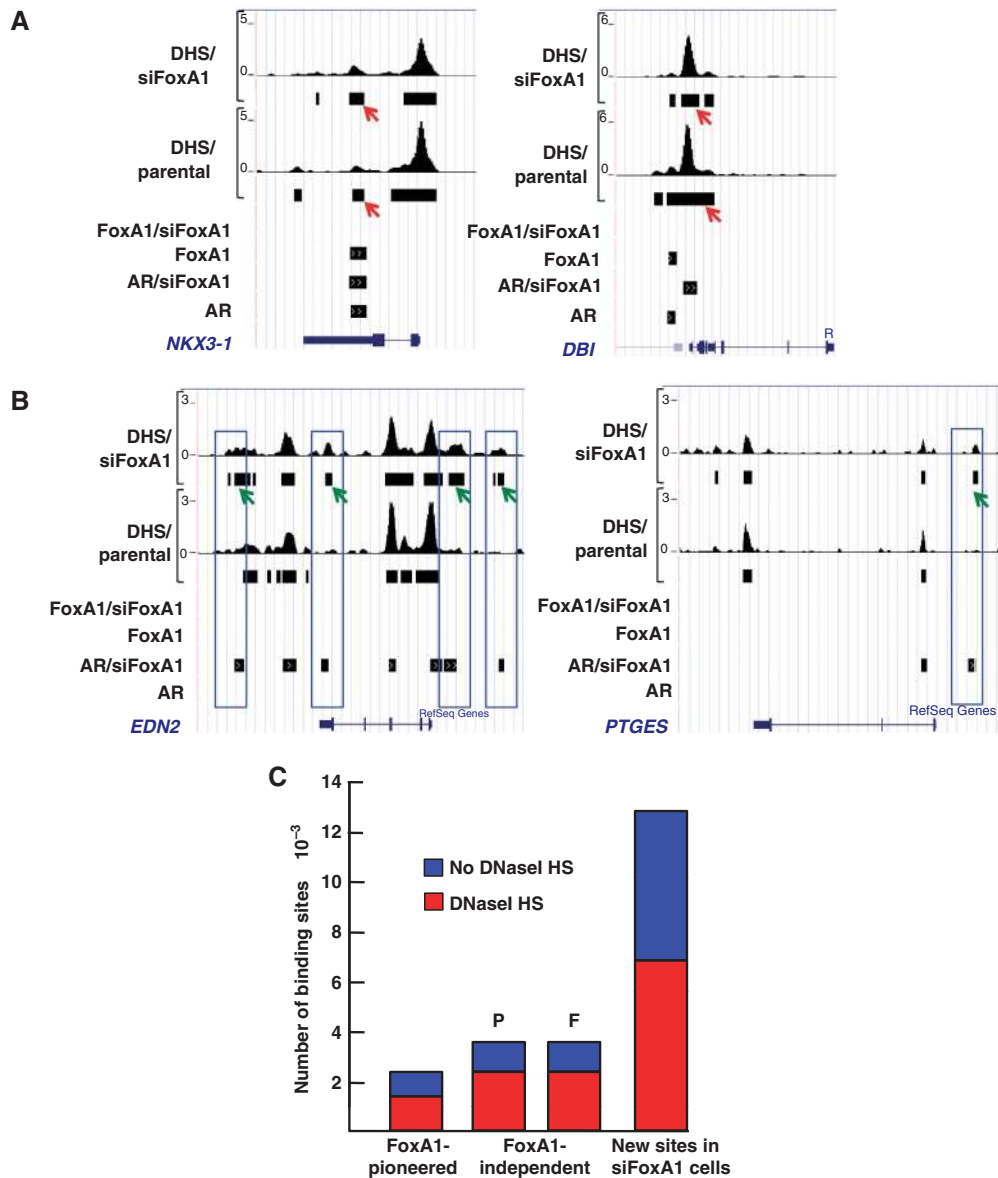 A
5
0
DHS/
siFoxA1
5
0
DHS/
parental
FoxA1/siFoxA1
FoxA1
AR/siFoxA1
AR
NKX3-1
6
0
DHS/
siFoxA1
6
0
DHS/
parental
FoxA1/siFoxA1
FoxA1
AR/siFoxA1
AR
R
DBI
B
3
0
DHS/
siFoxA1
3
0
DHS/
parental
FoxA1/siFoxA1
FoxA1
AR/siFoxA1
AR
RefSeq Genes
EDN2
3
0
DHS/
siFoxA1
3
0
DHS/
parental
FoxA1/siFoxA1
FoxA1
AR/siFoxA1
AR
RefSeq Genes
PTGES
C
Number of binding sites 10⁻³
14
12
10
8
6
4
2
No DNaseI HS
DNaseI HS
P
F
FoxA1-
pioneered
FoxA1-
independent
New sites in
siFoxA1 cells